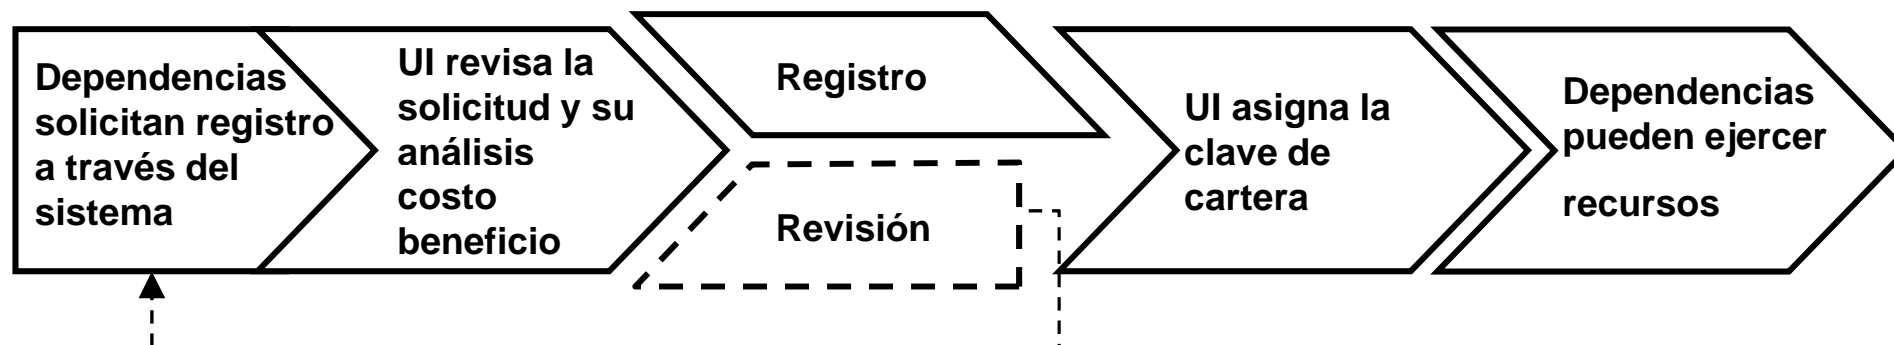 Dependencias
solicitan registro
a través del
sistema
UI revisa la
solicitud y su
análisis
costo
beneficio
Registro
Revisión
UI asigna la
clave de
cartera
Dependencias
pueden ejercer
recursos